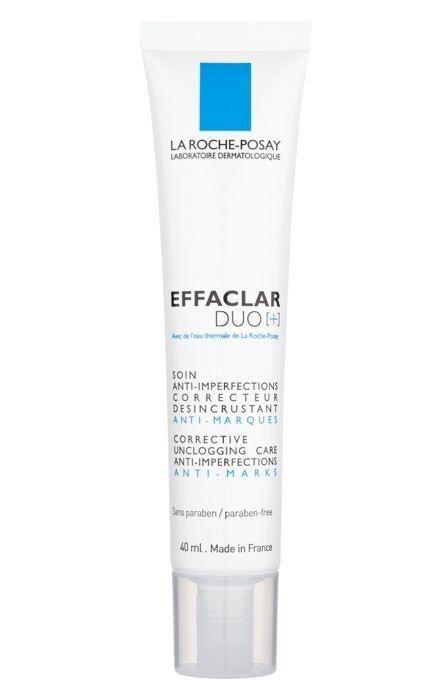 LA ROCHE-POSAY
LABORATOIRE DERMATOLOGIQUE
EFFACLAR
DUO [+]
Avec de l'eau thermale de La Roche-Posay
SOIN
ANTI-IMPERFECTIONS
CORRECTEUR
DESINCRUSTANT
ANTI-MARQUES
CORRECTIVE
UNCLOGGING CARE
ANTI-IMPERFECTIONS
ANTI-MARKS
Sans paraben / paraben-free
40 ml. Made in France